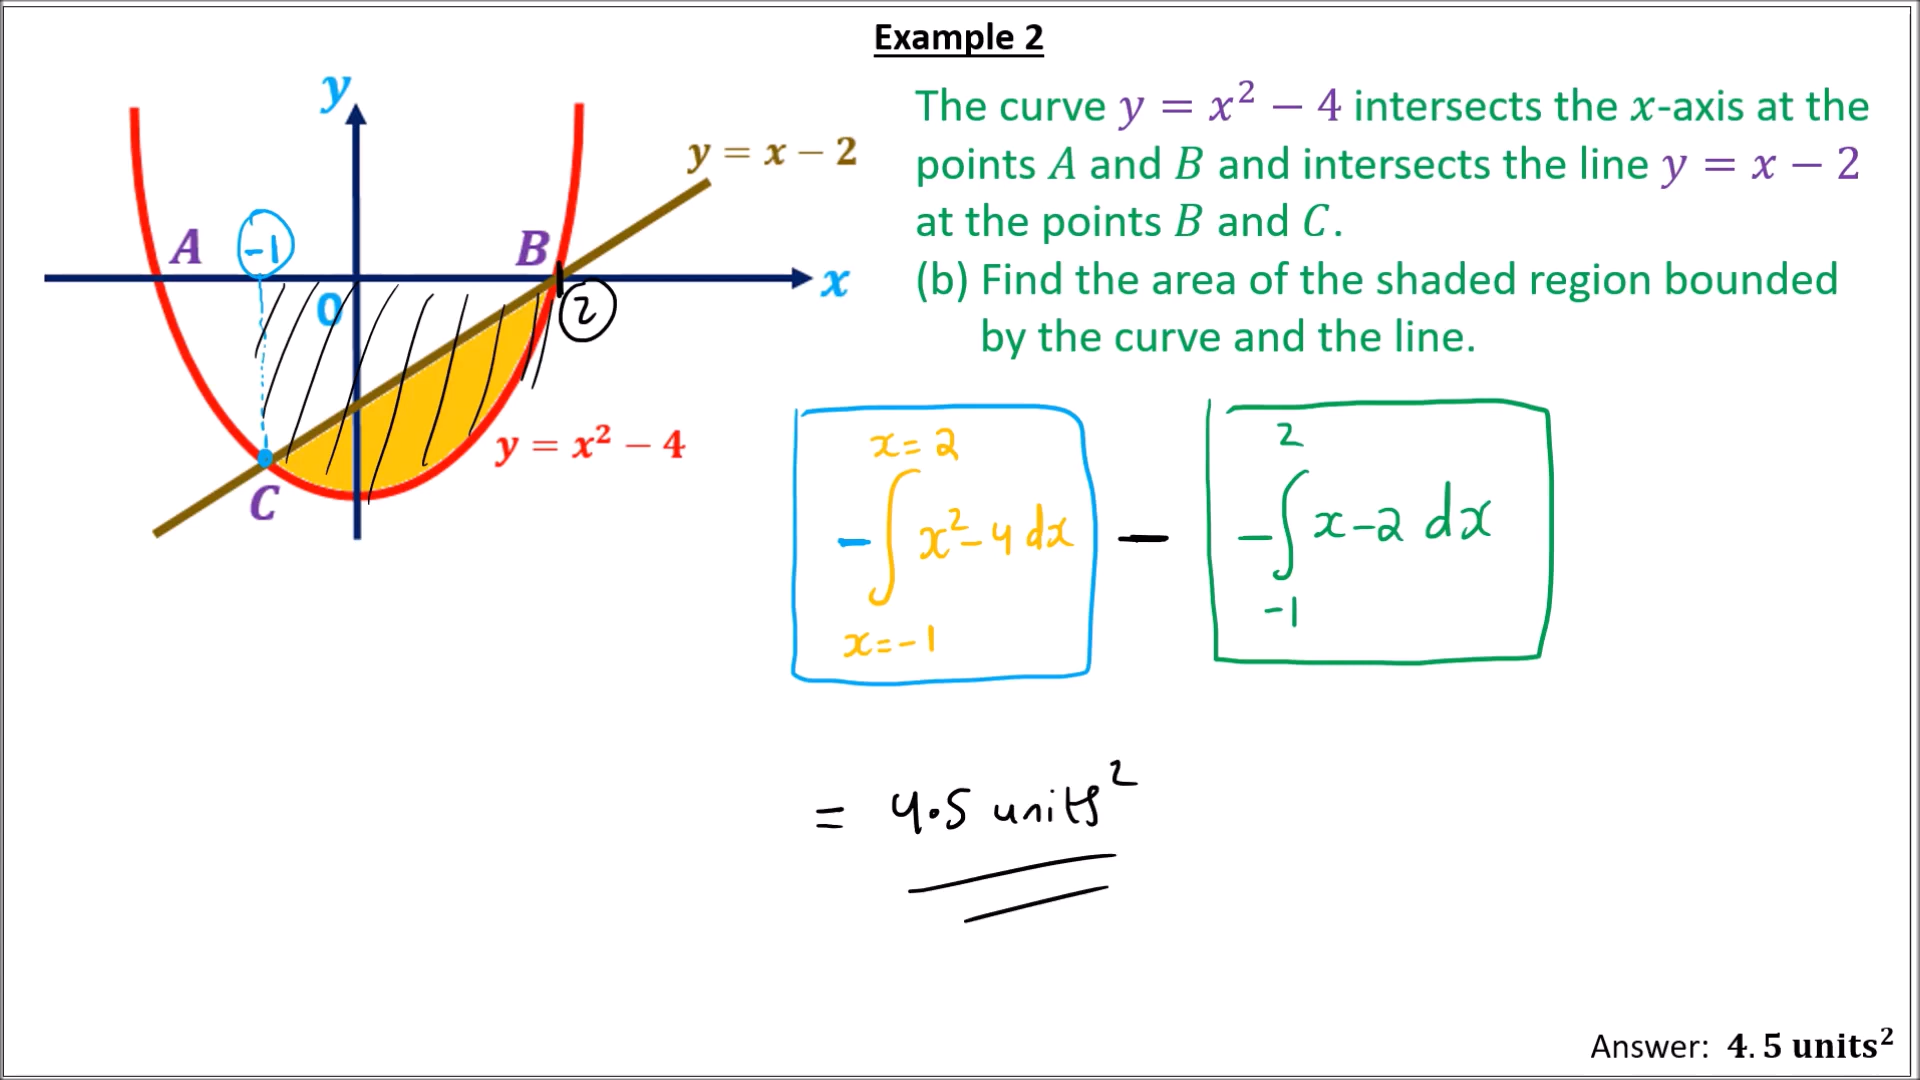 Example 2
The curve y = x² − 4 intersects the x-axis at the
points A and B and intersects the line y = x − 2
at the points B and C.
(b) Find the area of the shaded region bounded
by the curve and the line.
y
y = x − 2
A
-1
B
x
0
2
y = x² − 4
C
x=2
-∫ x²-4 dx
x=-1
−
2
-∫ x-2 dx
-1
= 4.5 units²
Answer: 4.5 units²